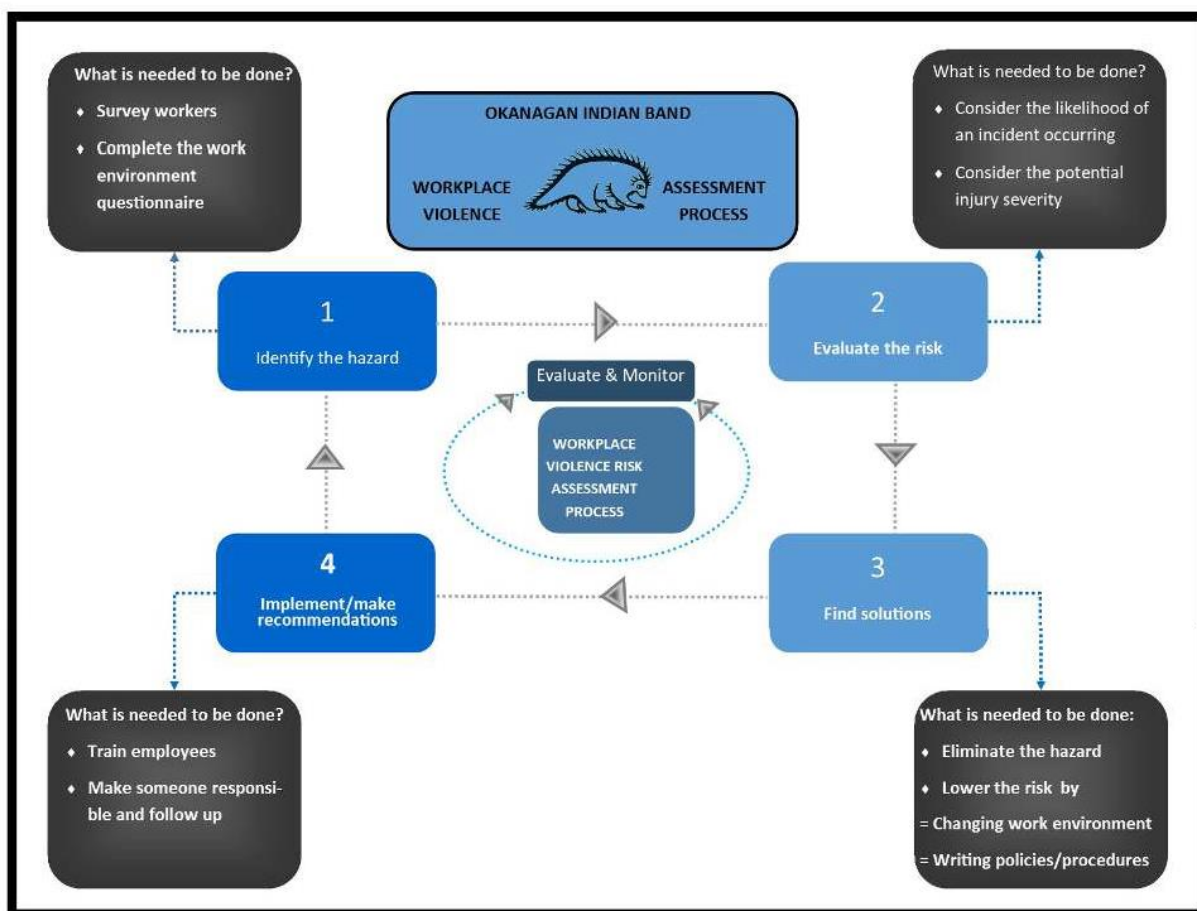 What is needed to be done?
♦ Survey workers
♦ Complete the work
environment
questionnaire
OKANAGAN INDIAN BAND
WORKPLACE ASSESSMENT
VIOLENCE PROCESS
What is needed to be done?
♦ Consider the likelihood of
an incident occurring
♦ Consider the potential
injury severity
1
Identify the hazard
2
Evaluate the risk
Evaluate & Monitor
WORKPLACE
VIOLENCE RISK
ASSESSMENT
PROCESS
4
Implement/make
recommendations
3
Find solutions
What is needed to be done?
♦ Train employees
♦ Make someone responsi-
ble and follow up
What is needed to be done:
♦ Eliminate the hazard
♦ Lower the risk by
= Changing work environment
= Writing policies/procedures